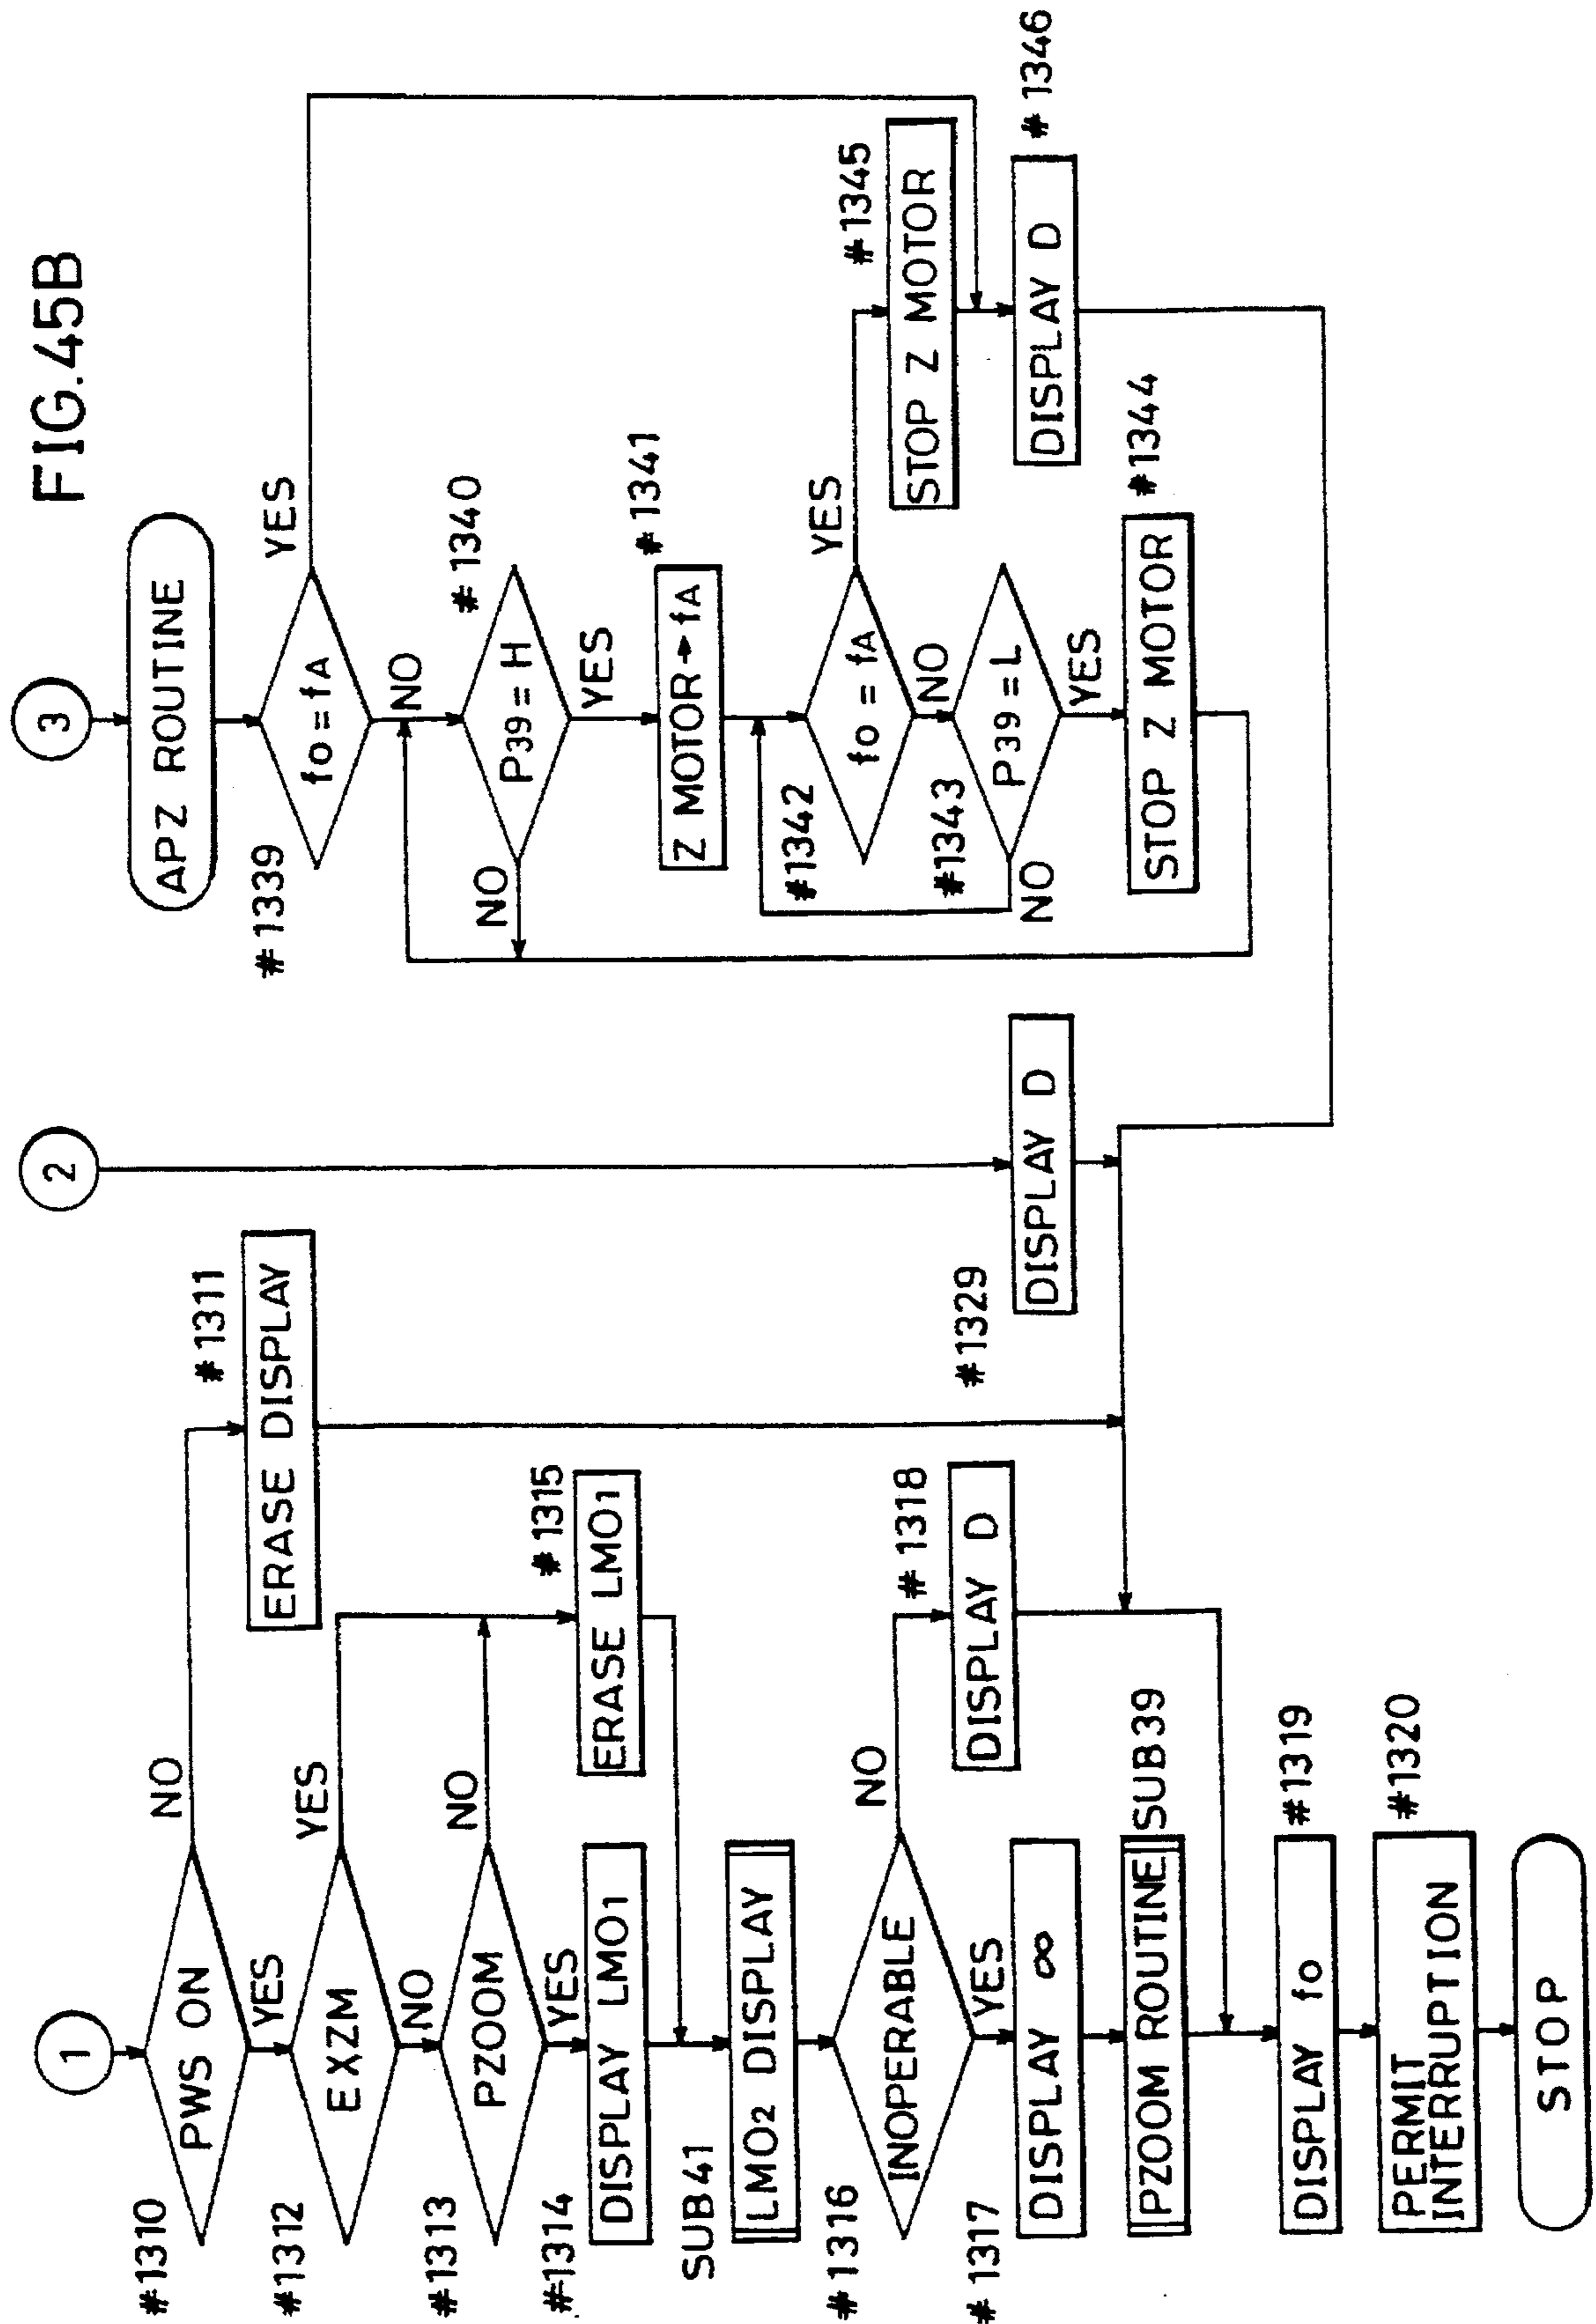 FIG.45B
1
#1310
PWS ON
NO
YES
#1311
ERASE DISPLAY
#1312
EXZM
YES
NO
#1313
PZOOM
NO
YES
#1314
DISPLAY LMO1
#1315
ERASE LMO1
SUB41
LMO2 DISPLAY
#1316
INOPERABLE
NO
YES
#1317
DISPLAY ∞
#1318
DISPLAY D
PZOOM ROUTINE
SUB39
DISPLAY fo
#1319
PERMIT
INTERRUPTION
#1320
STOP
2
#1329
DISPLAY D
3
APZ ROUTINE
#1339
fo = fA
YES
NO
#1340
P39 = H
NO
YES
#1341
Z MOTOR → fA
#1342
fo = fA
YES
NO
#1343
P39 = L
NO
YES
STOP Z MOTOR
#1344
STOP Z MOTOR
#1345
DISPLAY D
#1346